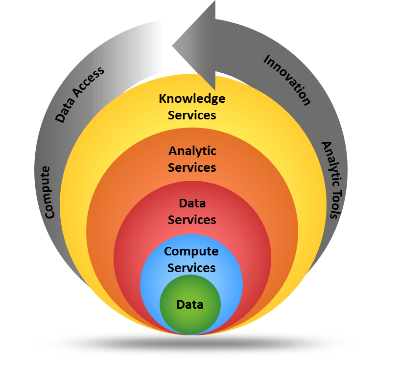 Data Access
Compute
Innovation
Analytic Tools
Knowledge
Services
Analytic
Services
Data
Services
Compute
Services
Data